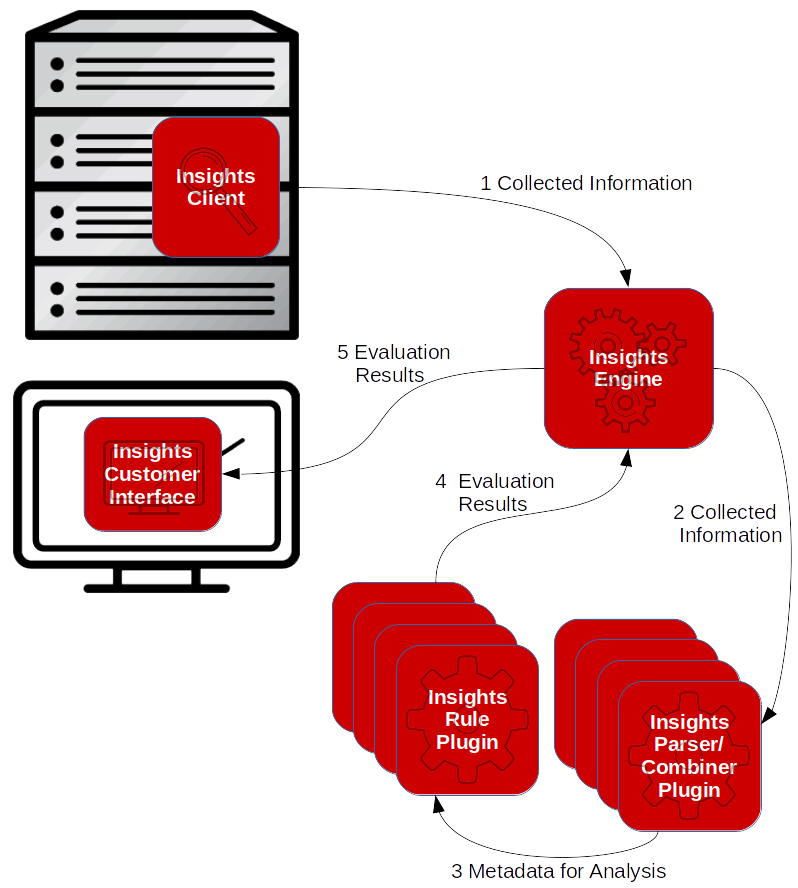 Insights
Client
1 Collected Information
Insights
Engine
5 Evaluation
Results
Insights
Customer
Interface
4  Evaluation
Results
2 Collected
Information
Insights
Rule
Plugin
Insights
Parser/
Combiner
Plugin
3 Metadata for Analysis